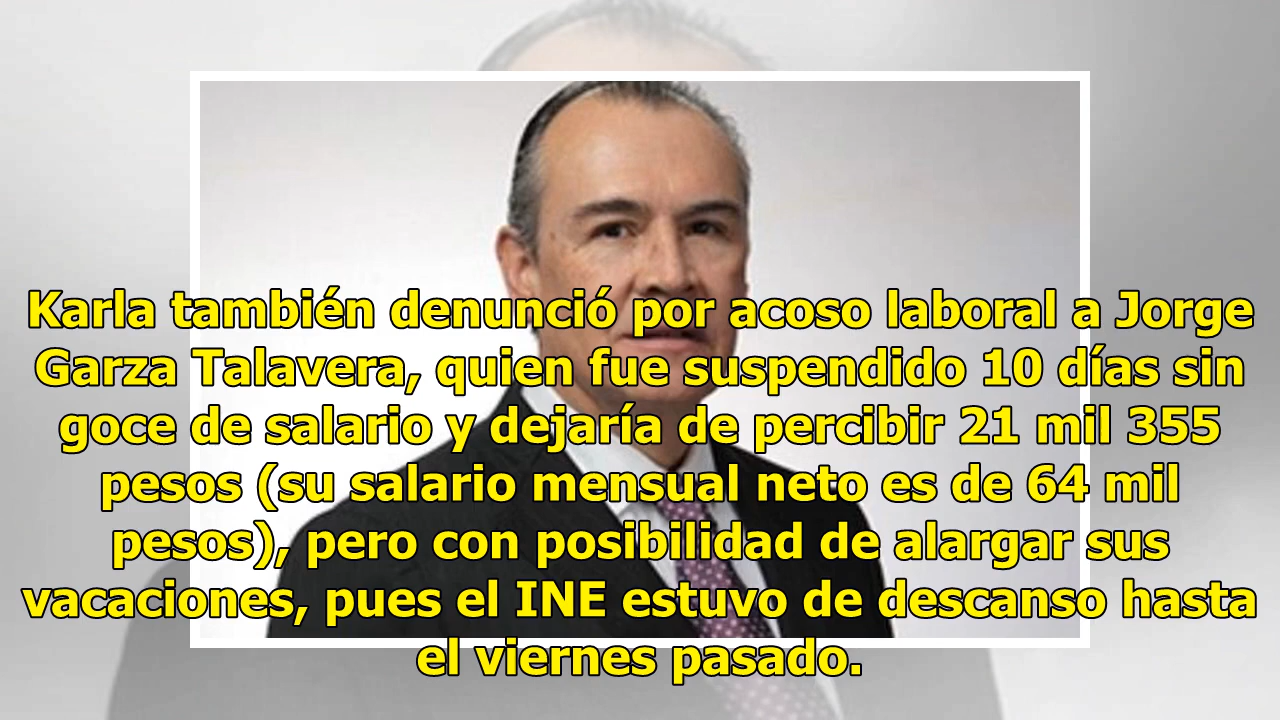 Karla también denunció por acoso laboral a Jorge
Garza Talavera, quien fue suspendido 10 días sin
goce de salario y dejaría de percibir 21 mil 355
pesos (su salario mensual neto es de 64 mil
pesos), pero con posibilidad de alargar sus
vacaciones, pues el INE estuvo de descanso hasta
el viernes pasado.